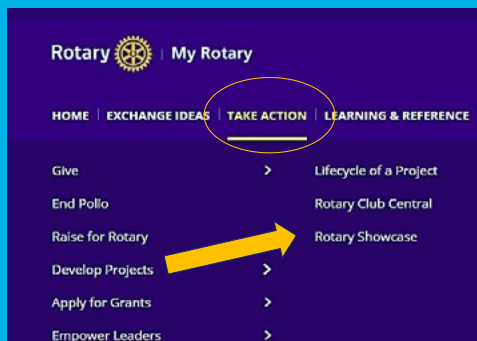 Rotary | My Rotary
HOME | EXCHANGE IDEAS | TAKE ACTION | LEARNING & REFERENCE
Give >
End Polio
Raise for Rotary
Develop Projects >
Apply for Grants >
Empower Leaders >
Lifecycle of a Project
Rotary Club Central
Rotary Showcase